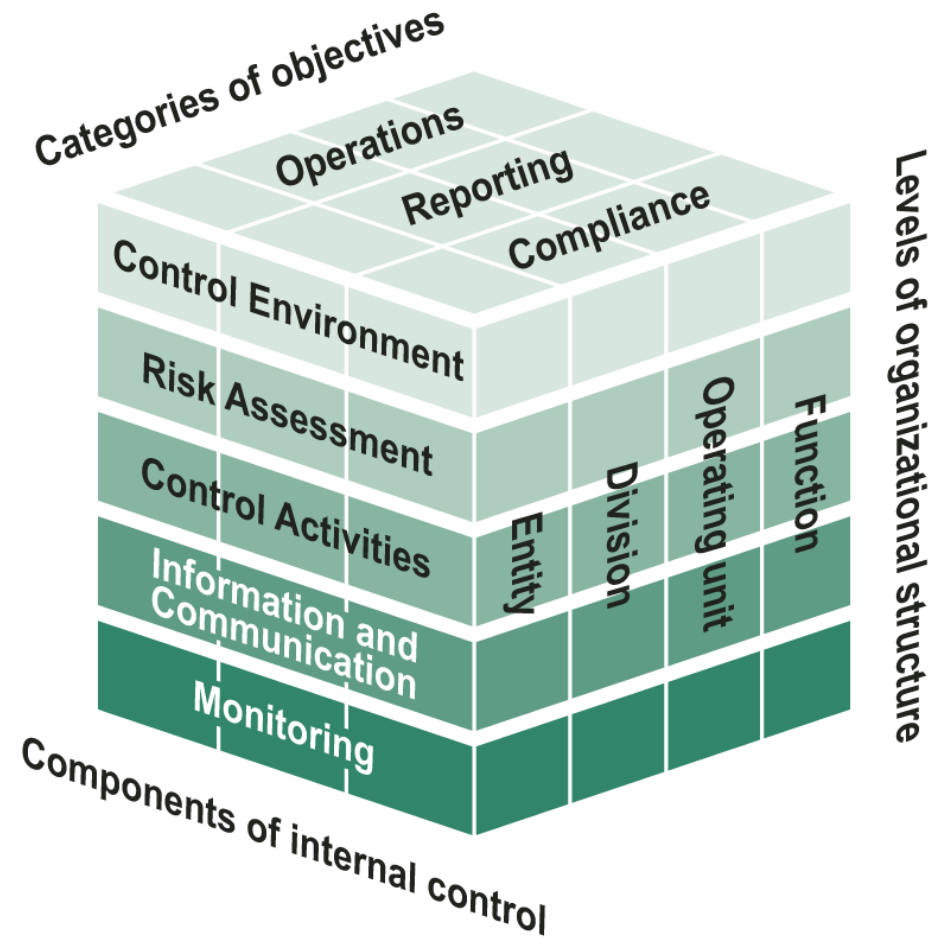 Categories of objectives
Operations
Reporting
Compliance
Control Environment
Risk Assessment
Control Activities
Information and
Communication
Monitoring
Entity
Division
Operating unit
Function
Levels of organizational structure
Components of internal control